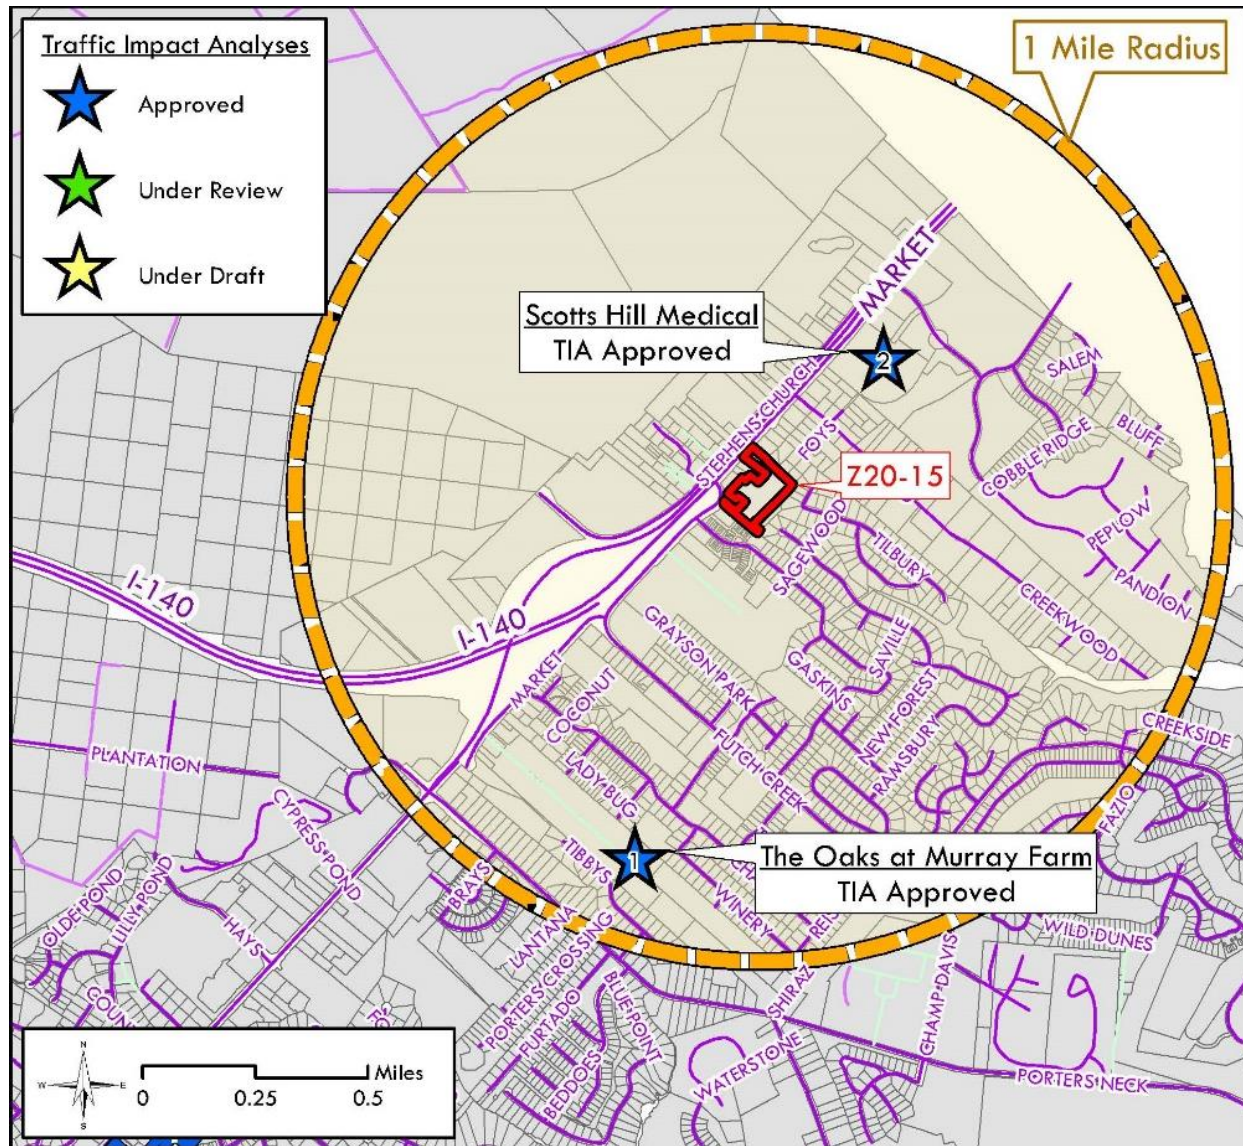 Traffic Impact Analyses
Approved
Under Review
Under Draft
1 Mile Radius
MARKET
Scotts Hill Medical
TIA Approved
2
STEPHENS CHURCH
FOYS
SALEM
BLUFF
COBBLE RIDGE
Z20-15
PEPLOW
SAGEWOOD
TILBURY
PANDION
I-140
I-140
CREEKWOOD
GRAYSON PARK
SAVILLE
GASKINS
MARKET
COCONUT
NEW FOREST
RAMSBURY
CREEKSIDE
PLANTATION
FUTCH CREEK
LADY BUG
FAZIO
CYPRESS POND
TIBBYS
1
The Oaks at Murray Farm
TIA Approved
BRAYS
WINERY
OLDE POND
LILLY POND
HAYS
LANTANA
PORTERS CROSSING
WILD DUNES
CHAMP DAVIS
SHIRAZ
FURTADO
BLUE POINT
BEDDOES
WATERSTONE
PORTERS NECK
N
W
E
S
Miles
0
0.25
0.5